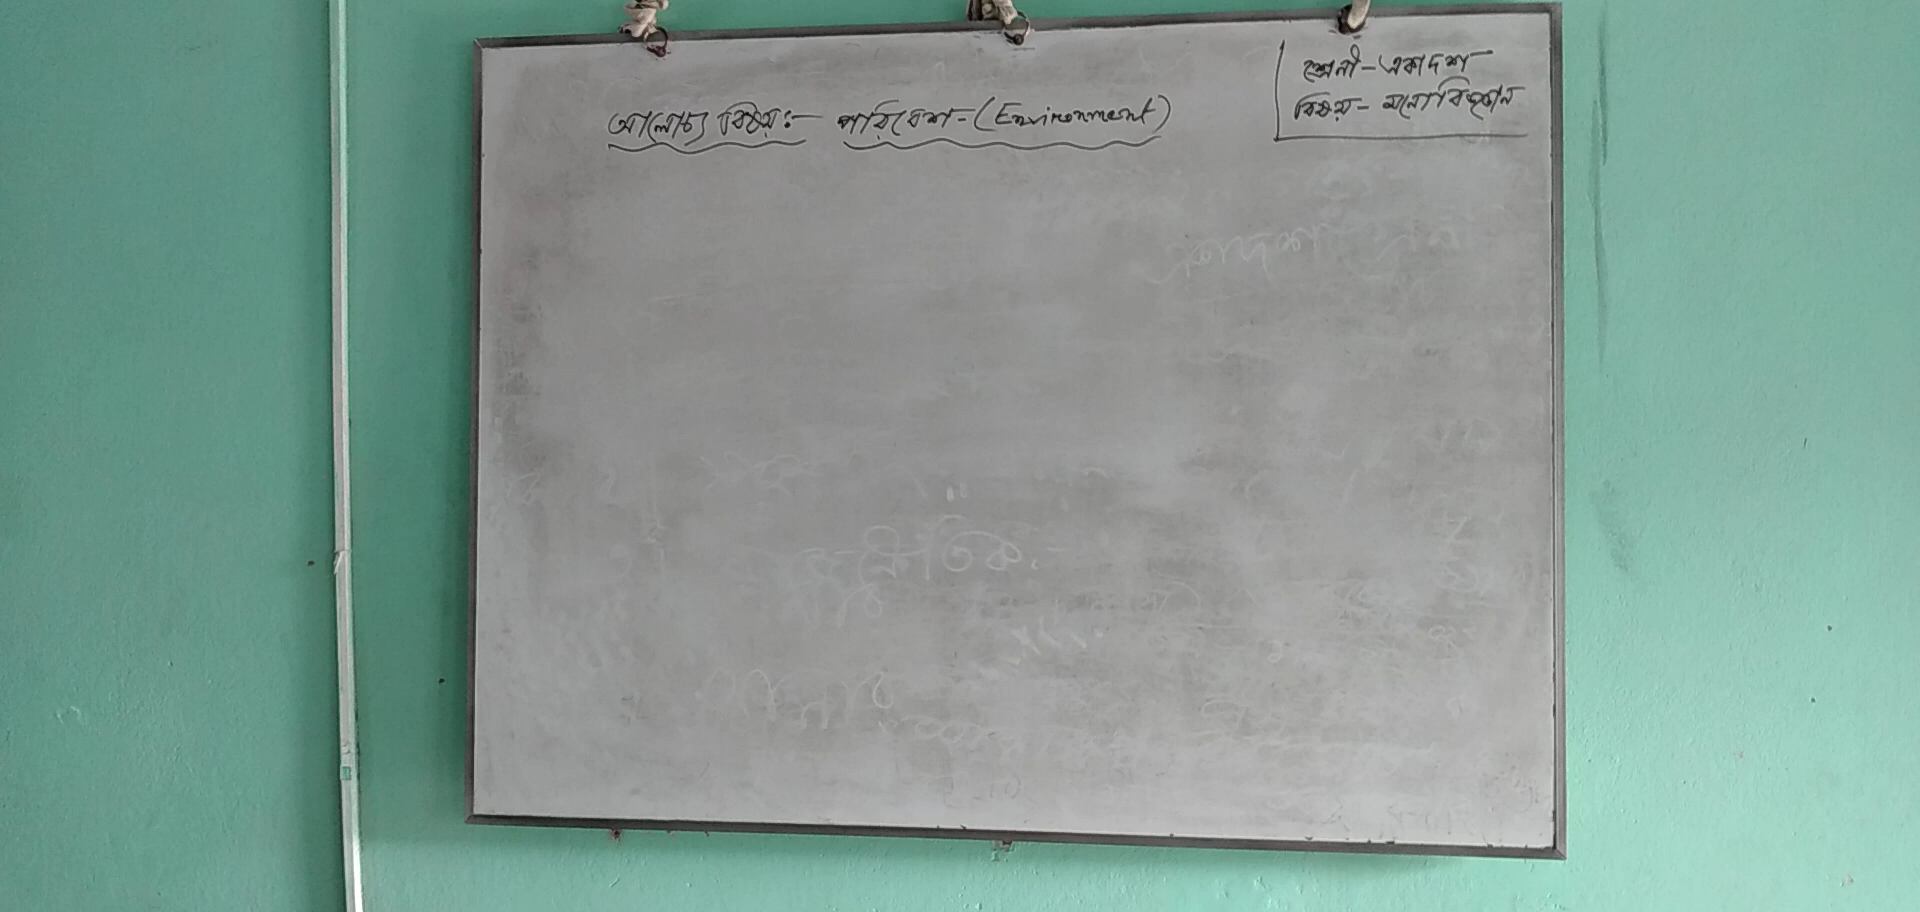 শ্রেনী - একাদশ
বিষয় - মনোবিজ্ঞান
আলোচ্য বিষয়ঃ- পরিবেশ - (Environment)